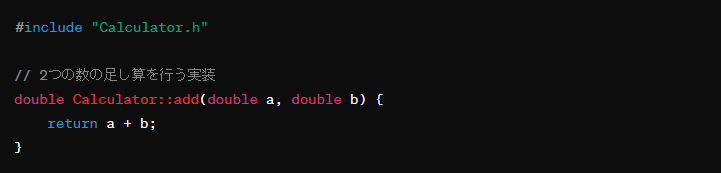 #include "Calculator.h"
// 2つの数の足し算を行う実装
double Calculator::add(double a, double b) {
    return a + b;
}